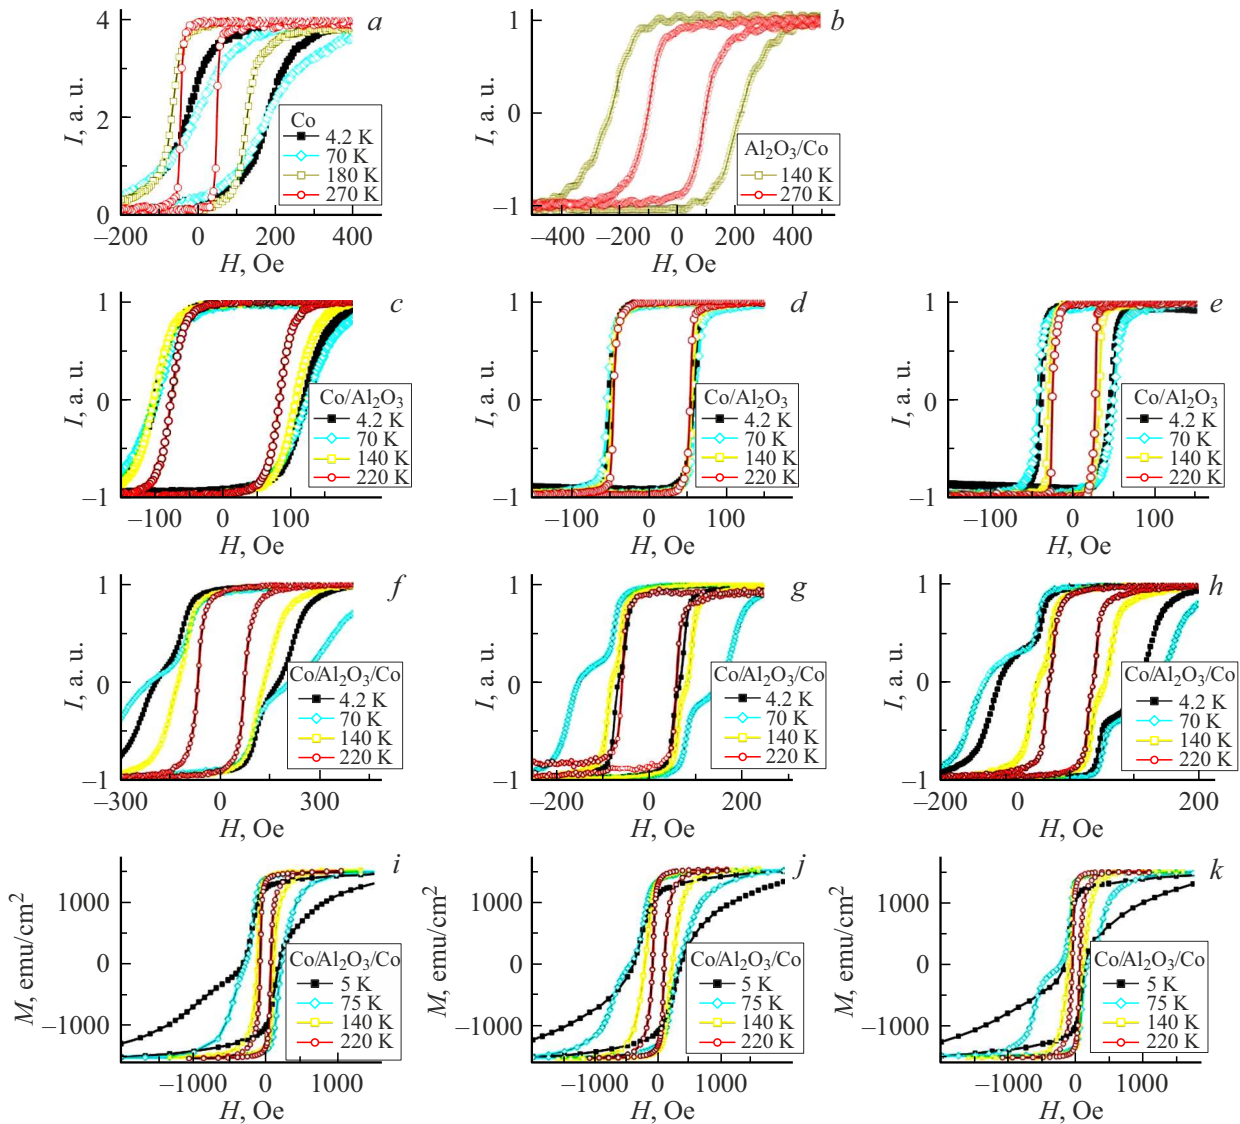 a
4
2
0
I, a. u.
Co
4.2 K
70 K
180 K
270 K
–200 0 200 400
H, Oe
b
1
0
–1
I, a. u.
Al₂O₃/Co
140 K
270 K
–400 –200 0 200 400
H, Oe
c
1
0
–1
I, a. u.
Co/Al₂O₃
4.2 K
70 K
140 K
220 K
–100 0 100
H, Oe
d
1
0
–1
I, a. u.
Co/Al₂O₃
4.2 K
70 K
140 K
220 K
–100 0 100
H, Oe
e
1
0
–1
I, a. u.
Co/Al₂O₃
4.2 K
70 K
140 K
220 K
–100 0 100
H, Oe
f
1
0
–1
I, a. u.
Co/Al₂O₃/Co
4.2 K
70 K
140 K
220 K
–300 0 300
H, Oe
g
1
0
–1
I, a. u.
Co/Al₂O₃/Co
4.2 K
70 K
140 K
220 K
–200 0 200
H, Oe
h
1
0
–1
I, a. u.
Co/Al₂O₃/Co
4.2 K
70 K
140 K
220 K
–200 0 200
H, Oe
i
1000
0
–1000
M, emu/cm²
Co/Al₂O₃/Co
5 K
75 K
140 K
220 K
–1000 0 1000
H, Oe
j
1000
0
–1000
M, emu/cm²
Co/Al₂O₃/Co
5 K
75 K
140 K
220 K
–1000 0 1000
H, Oe
k
1000
0
–1000
M, emu/cm²
Co/Al₂O₃/Co
5 K
75 K
140 K
220 K
–1000 0 1000
H, Oe